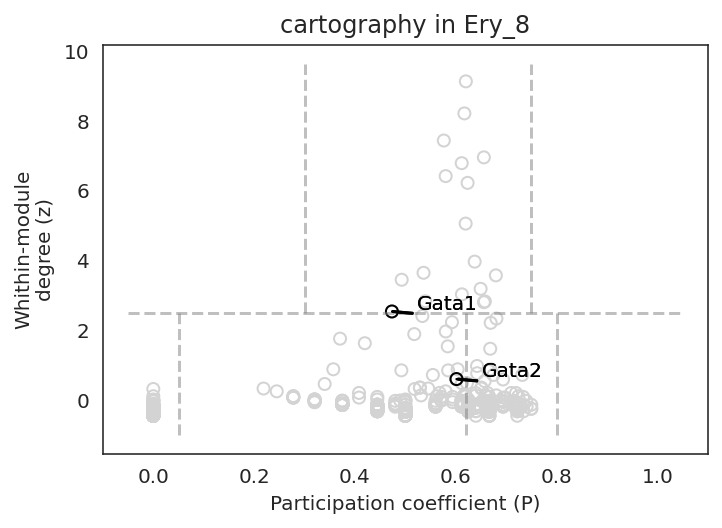 cartography in Ery_8
Whithin-module
degree (z)
10
8
6
4
2
0
Gata1
Gata2
0.0 0.2 0.4 0.6 0.8 1.0
Participation coefficient (P)